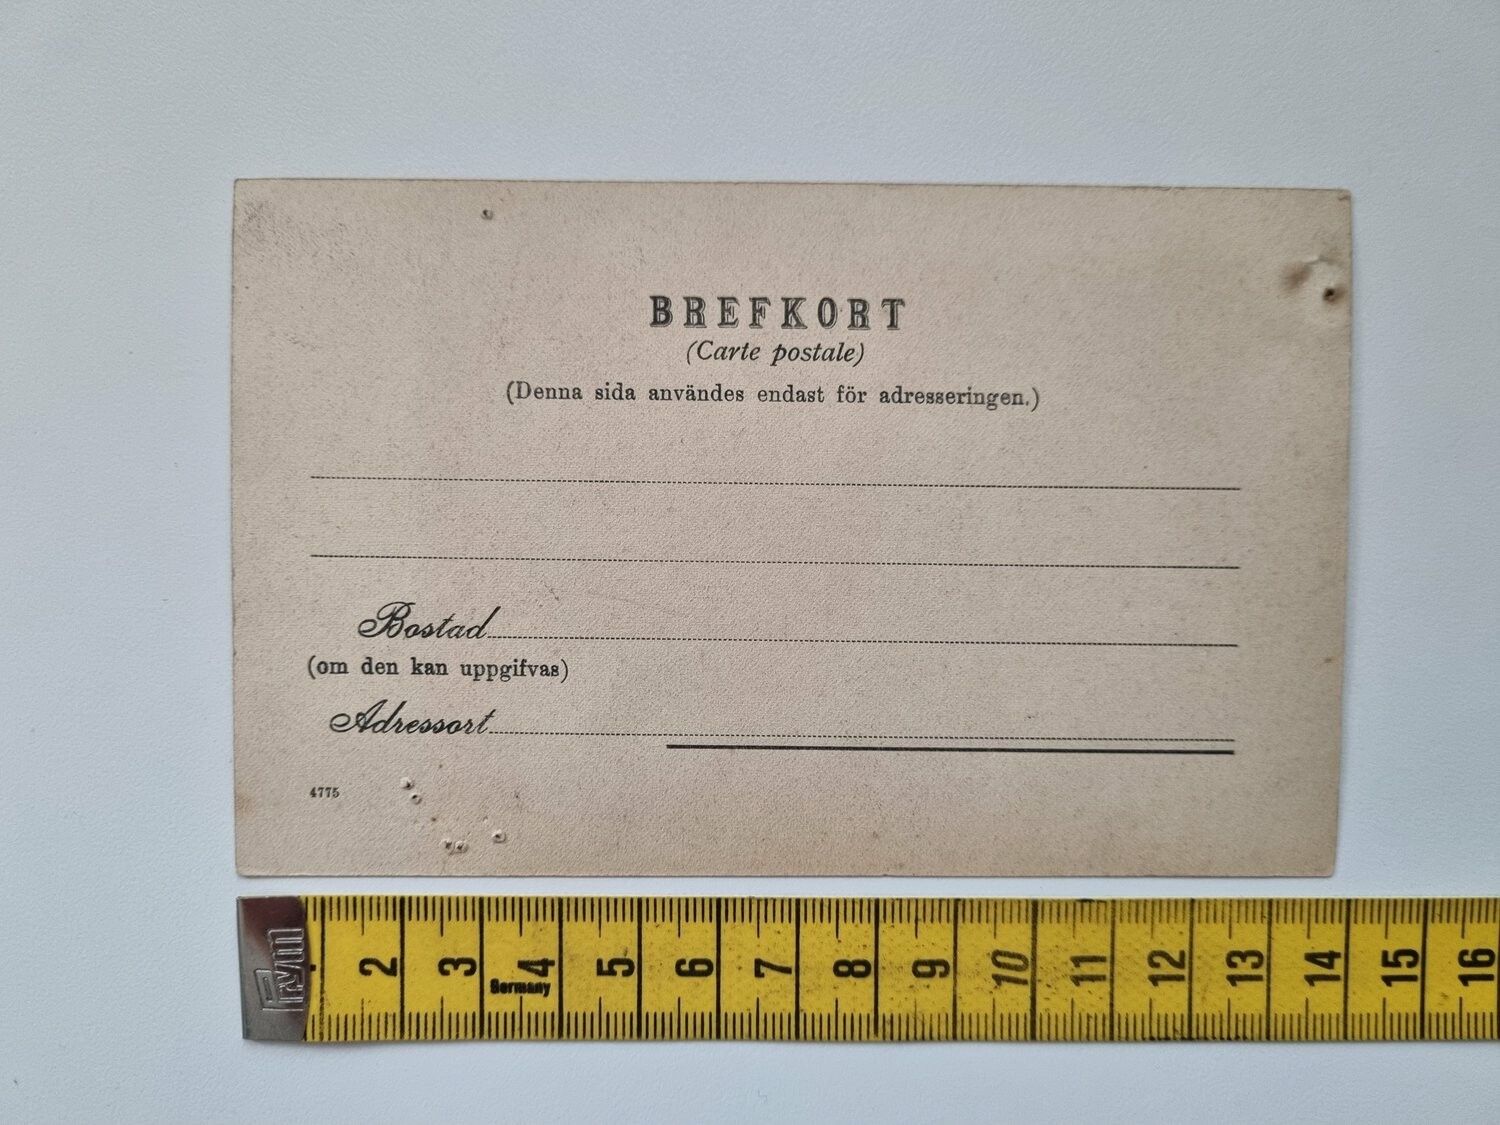 BREFKORT
(Carte postale)
(Denna sida användes endast för adresseringen.)
Bostad
(om den kan uppgifvas)
Adressort
4775
Prym
2 3 4 5 6 7 8 9 10 11 12 13 14 15 16
Germany